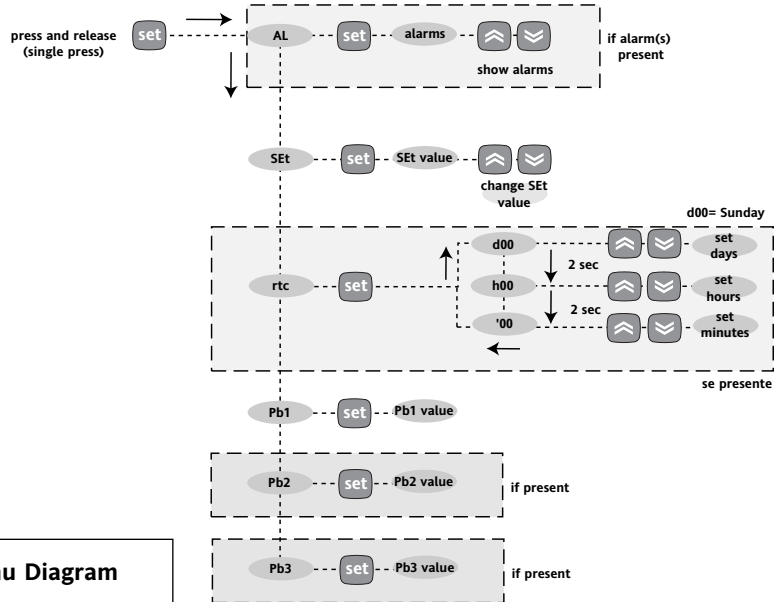 press and release
(single press)
set
AL
set
alarms
show alarms
if alarm(s)
present
SEt
set
SEt value
change SEt
value
d00= Sunday
rtc
set
d00
h00
'00
2 sec
2 sec
set
days
set
hours
set
minutes
se presente
Pb1
set
Pb1 value
Pb2
set
Pb2 value
if present
Pb3
set
Pb3 value
if present
Diagram